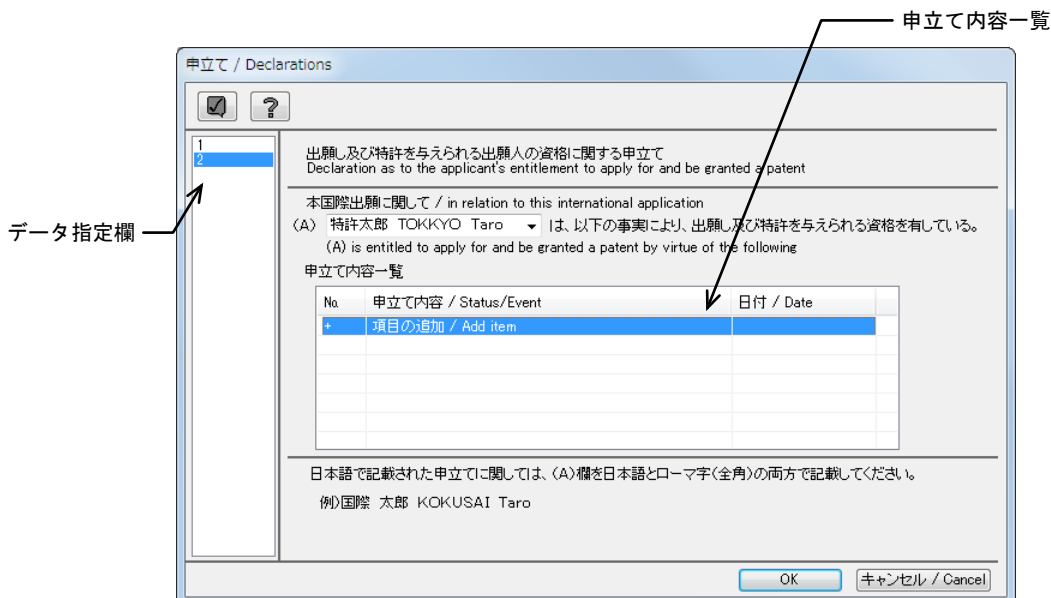 申立て内容一覧
申立て / Declarations
1
2
出願し及び特許を与えられる出願人の資格に関する申立て
Declaration as to the applicant's entitlement to apply for and be granted a patent
データ指定欄
本国際出願に関して / in relation to this international application
(A) 特許太郎 TOKKYO Taro は、以下の事実により、出願し及び特許を与えられる資格を有している。
(A) is entitled to apply for and be granted a patent by virtue of the following
申立て内容一覧
No. 申立て内容 / Status/Event 日付 / Date
+ 項目の追加 / Add item
日本語で記載された申立てに関しては、(A)欄を日本語とローマ字(全角)の両方で記載してください。
例)国際 太郎 KOKUSAI Taro
OK キャンセル / Cancel